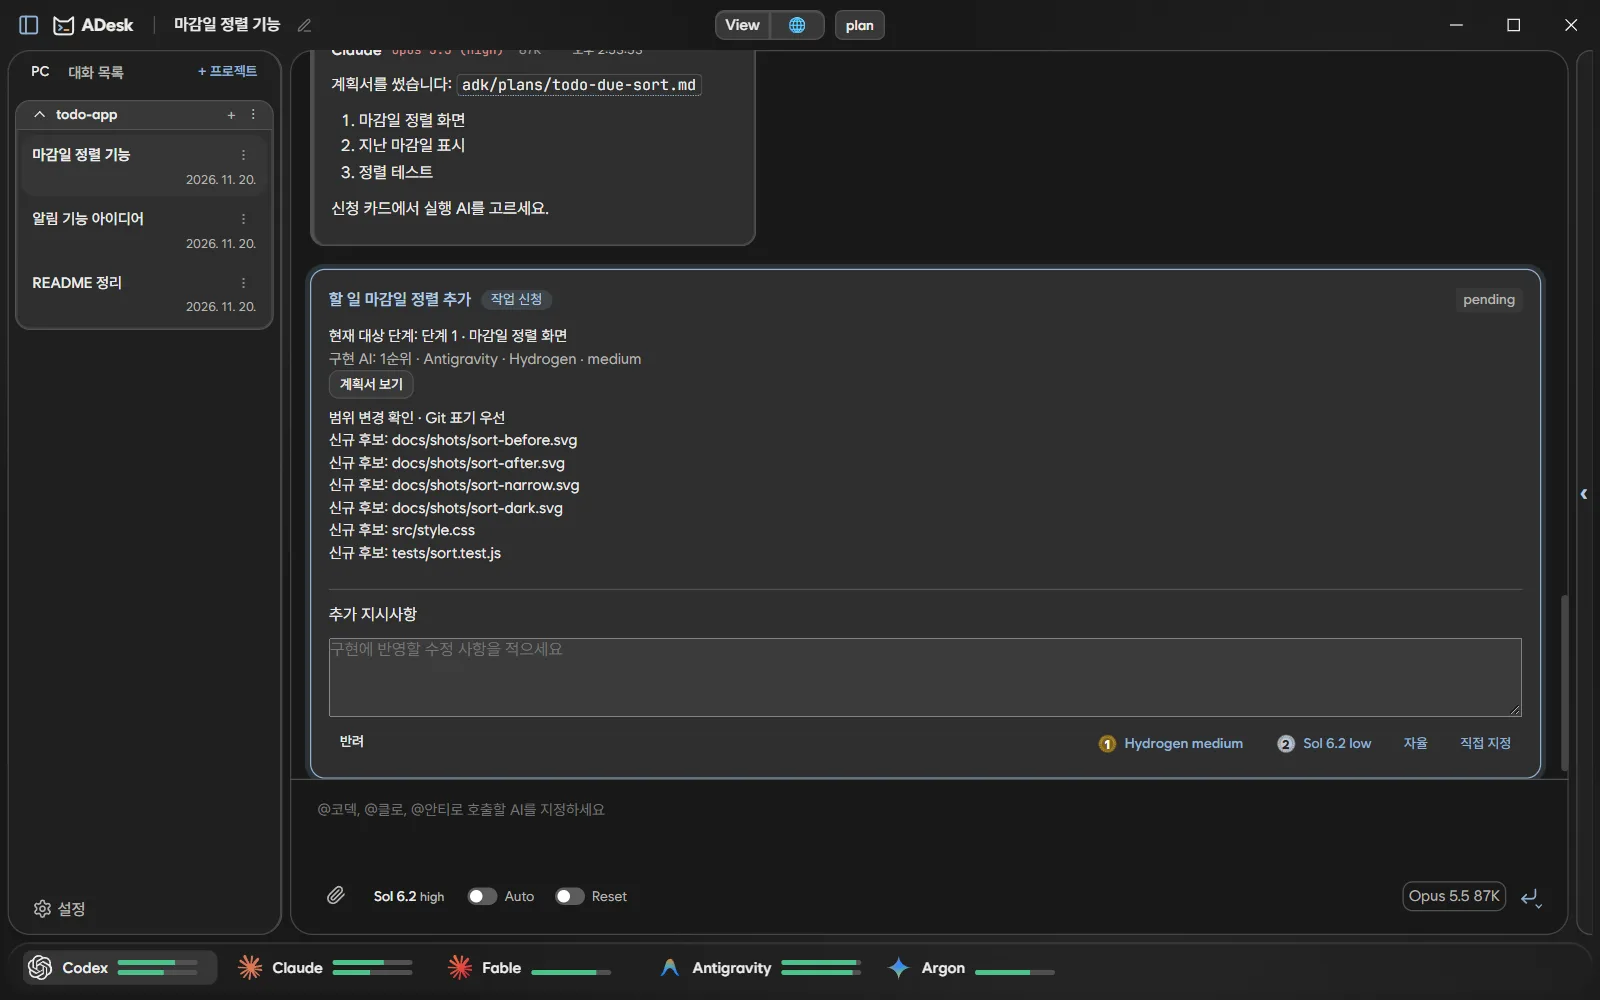 ADesk
마감일 정렬 기능
View
plan
PC
대화 목록
+ 프로젝트
todo-app
마감일 정렬 기능
2026. 11. 20.
알림 기능 아이디어
2026. 11. 20.
README 정리
2026. 11. 20.
설정
계획서를 썼습니다: adk/plans/todo-due-sort.md
1. 마감일 정렬 화면
2. 지난 마감일 표시
3. 정렬 테스트
신청 카드에서 실행 AI를 고르세요.
할 일 마감일 정렬 추가
작업 신청
pending
현재 대상 단계: 단계 1 · 마감일 정렬 화면
구현 AI: 1순위 · Antigravity · Hydrogen · medium
계획서 보기
범위 변경 확인 · Git 표기 우선
신규 후보: docs/shots/sort-before.svg
신규 후보: docs/shots/sort-after.svg
신규 후보: docs/shots/sort-narrow.svg
신규 후보: docs/shots/sort-dark.svg
신규 후보: src/style.css
신규 후보: tests/sort.test.js
추가 지시사항
구현에 반영할 수정 사항을 적으세요
반려
1 Hydrogen medium
2 Sol 6.2 low
자율
직접 지정
@코덱, @클로, @안티로 호출할 AI를 지정하세요
Sol 6.2 high
Auto
Reset
Opus 5.5 87K
Codex
Claude
Fable
Antigravity
Argon